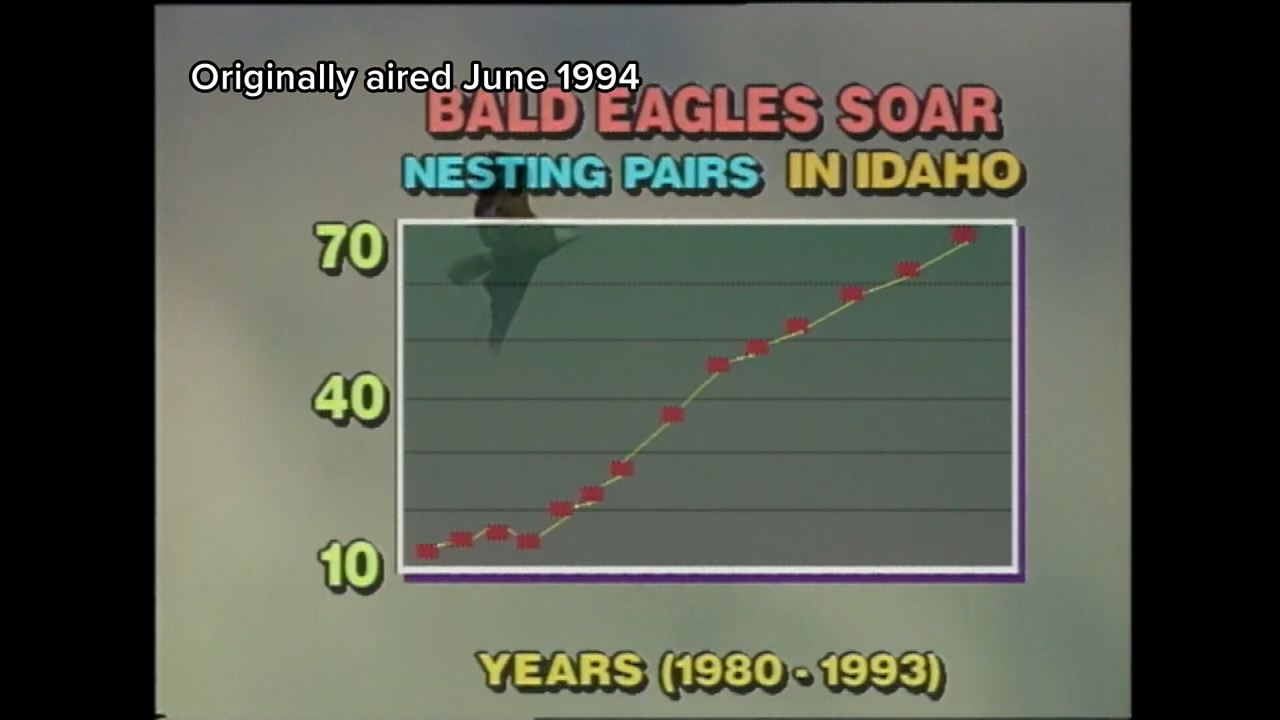 Originally aired June 1994
BALD EAGLES SOAR
NESTING PAIRS IN IDAHO
70
40
10
YEARS (1980 - 1993)